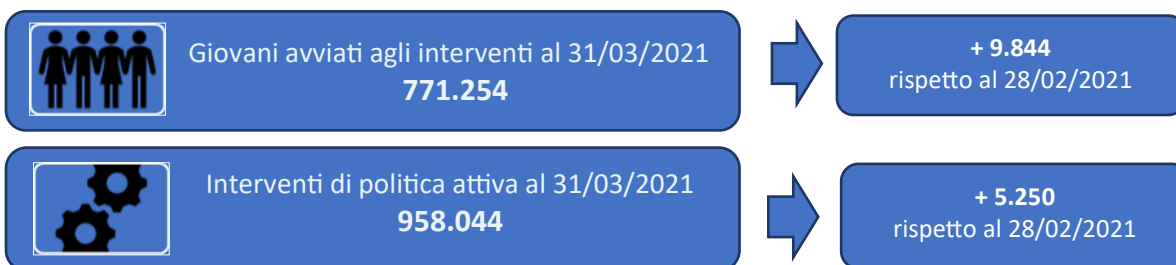 Giovani avviati agli interventi al 31/03/2021
771.254
+ 9.844
rispetto al 28/02/2021
Interventi di politica attiva al 31/03/2021
958.044
+ 5.250
rispetto al 28/02/2021